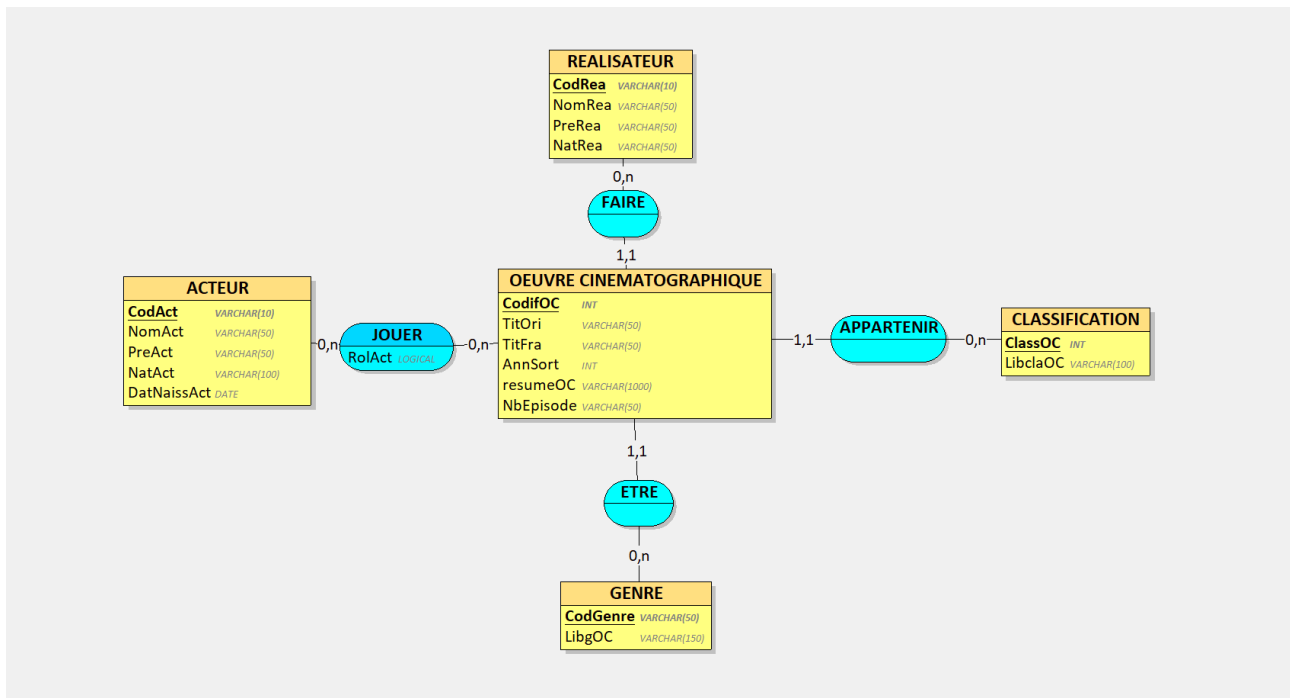 REALISATEUR
CodRea VARCHAR(10)
NomRea VARCHAR(50)
PreRea VARCHAR(50)
NatRea VARCHAR(50)
0,n
FAIRE
1,1
ACTEUR
CodAct VARCHAR(10)
NomAct VARCHAR(50)
PreAct VARCHAR(50)
NatAct VARCHAR(100)
DatNaissAct DATE
0,n
JOUER
RolAct LOGICAL
0,n
OEUVRE CINEMATOGRAPHIQUE
CodifOC INT
TitOri VARCHAR(50)
TitFra VARCHAR(50)
AnnSort INT
resumeOC VARCHAR(1000)
NbEpisode VARCHAR(50)
1,1
APPARTENIR
0,n
CLASSIFICATION
ClassOC INT
LibclaOC VARCHAR(100)
1,1
ETRE
0,n
GENRE
CodGenre VARCHAR(50)
LibgOC VARCHAR(150)